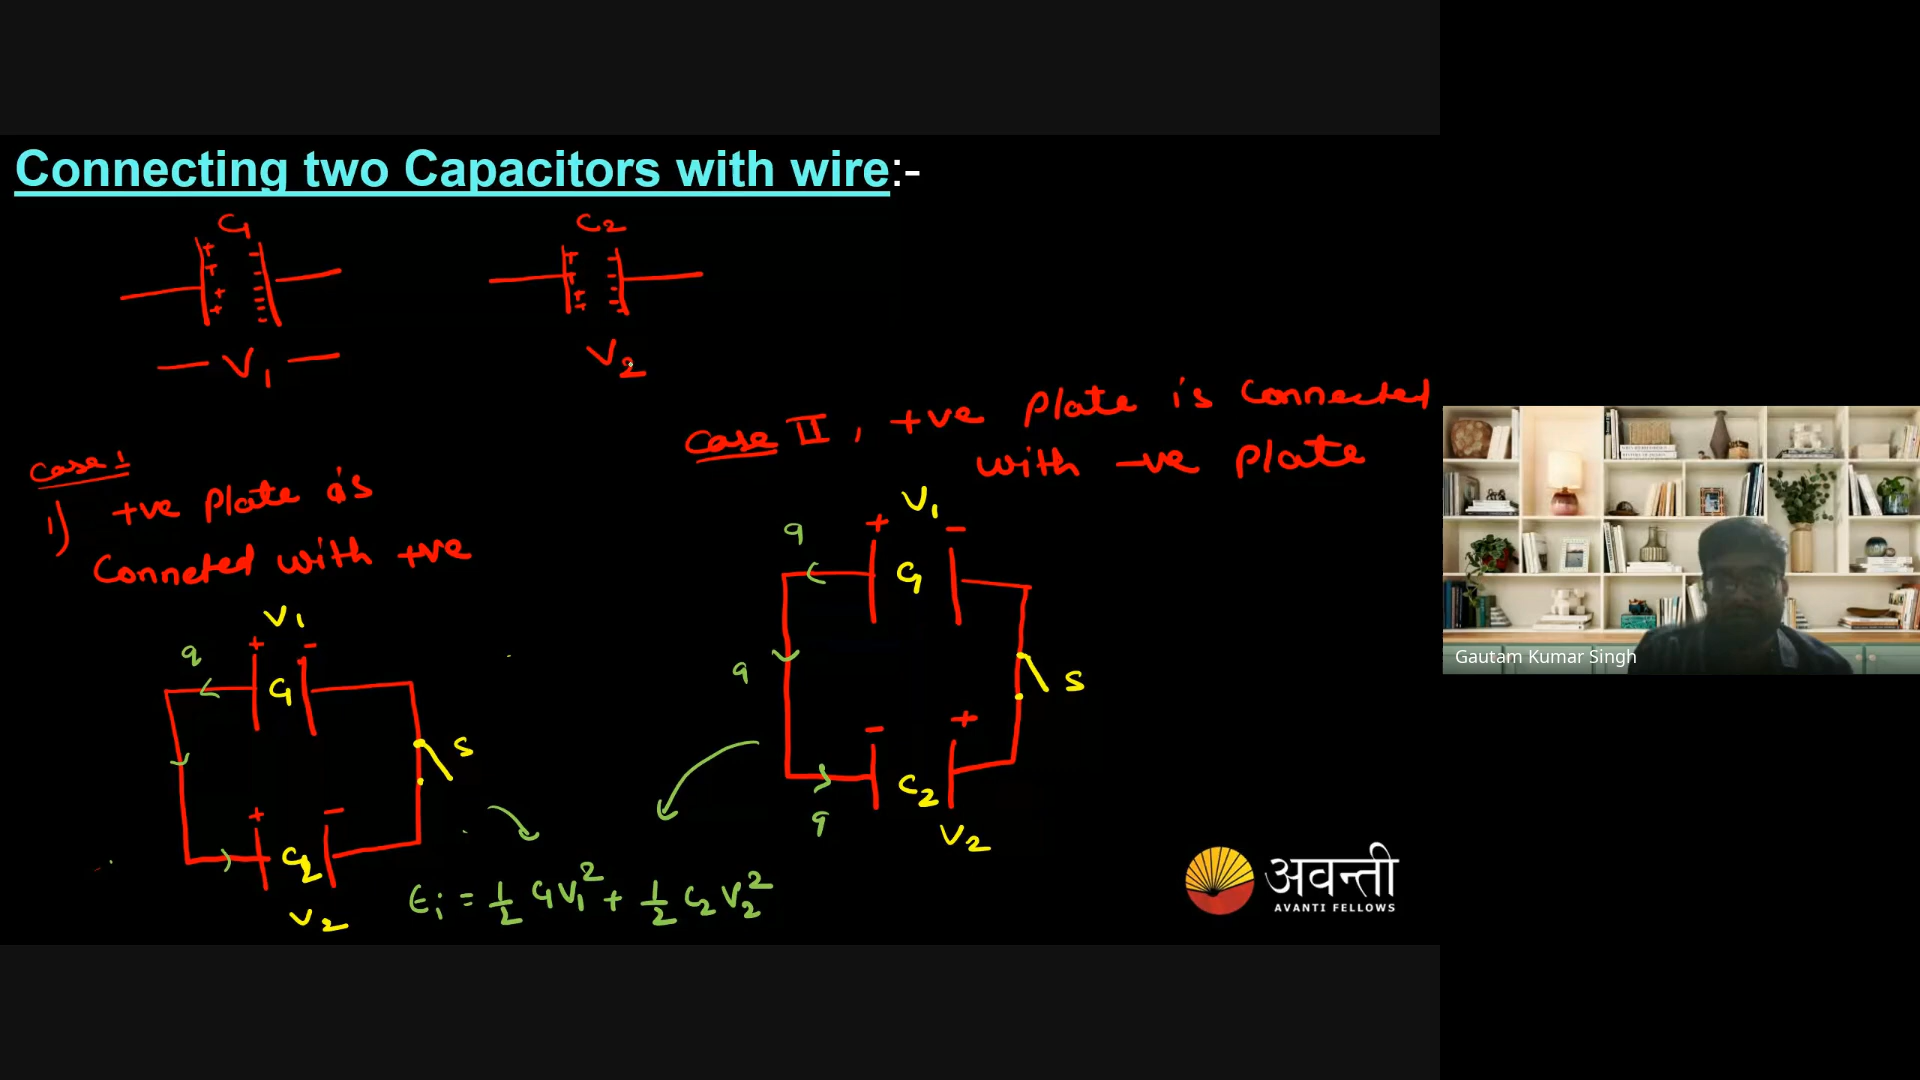 Connecting two Capacitors with wire:-
C1
C2
+ + + +
- - - - - -
+ + + +
- - - -
V1
V2
Case 1
1) +ve Plate is
Conneted with +ve
Case II, +ve Plate is Connected
with -ve Plate
V1
q
+ -
C1
S
+ -
C2
V2
V1
q
+ -
C1
q
S
- +
C2
q
V2
Ei = 1/2 C1V1² + 1/2 C2V2²
Gautam Kumar Singh
अवन्ती
AVANTI FELLOWS